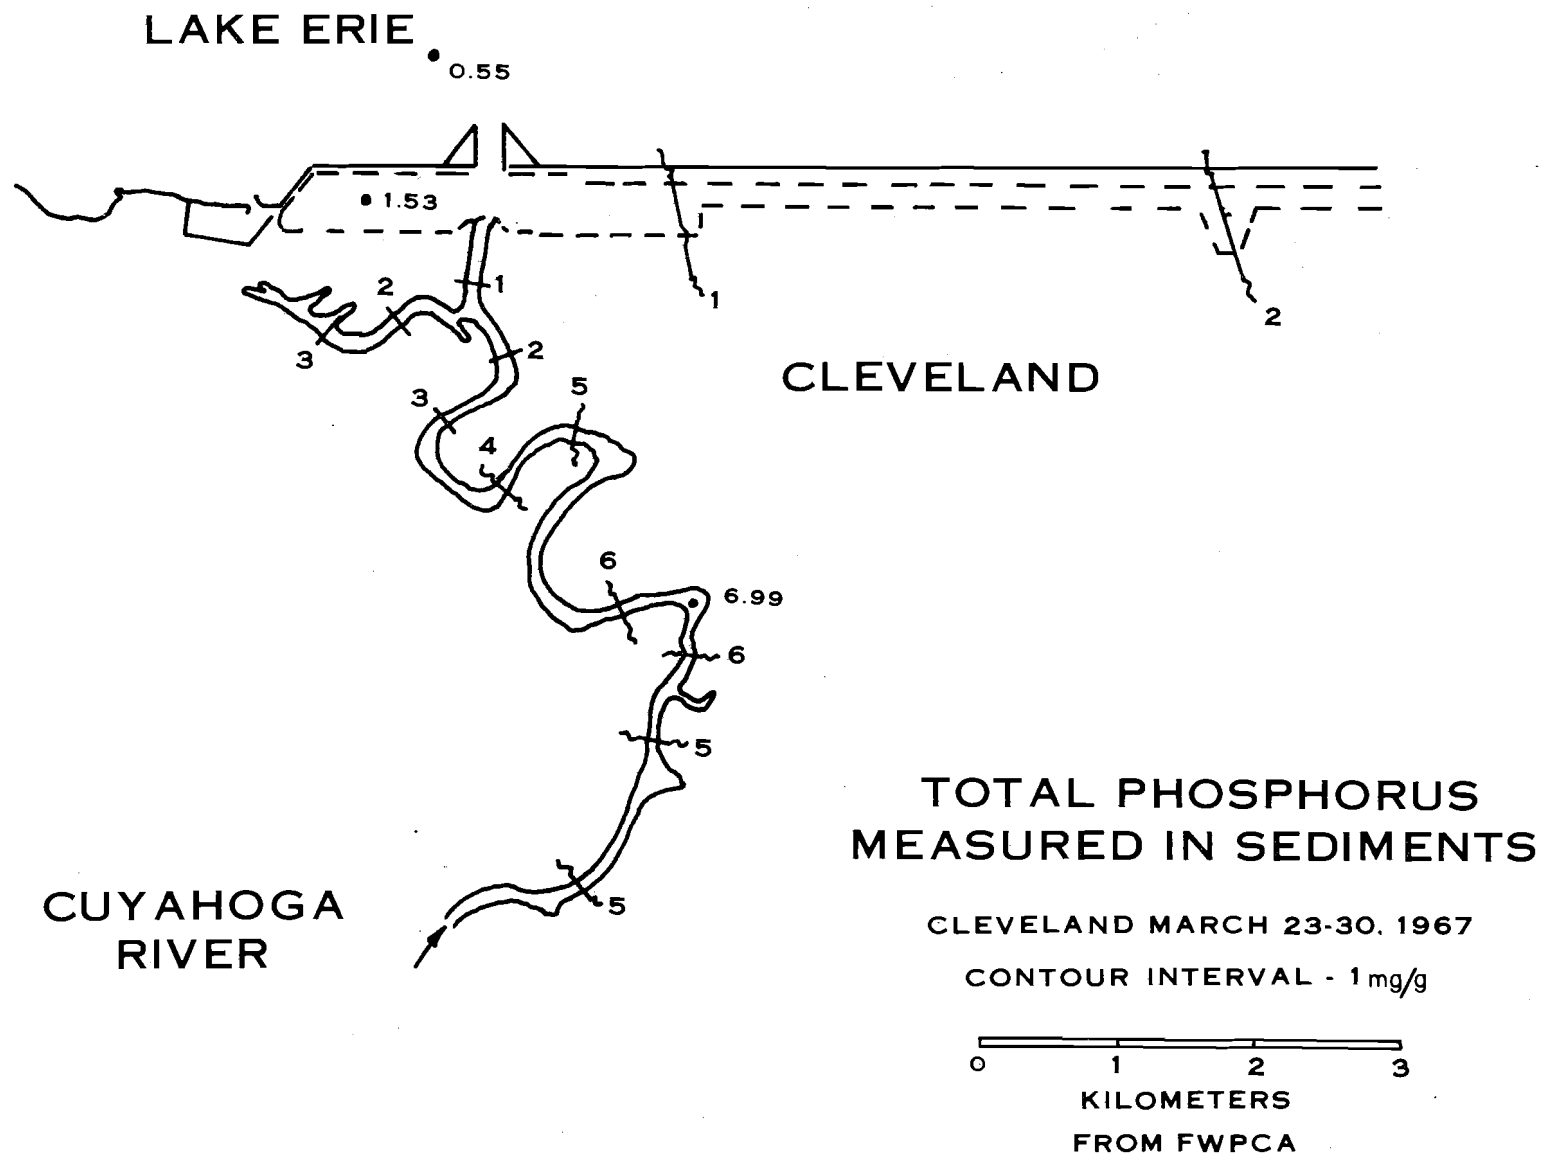 LAKE ERIE
0.55
1.53
1
2
3
1
2
2
3
4
5
CLEVELAND
6
6.99
6
5
5
CUYAHOGA
RIVER
TOTAL PHOSPHORUS
MEASURED IN SEDIMENTS
CLEVELAND MARCH 23-30, 1967
CONTOUR INTERVAL - 1 mg/g
0 1 2 3
KILOMETERS
FROM FWPCA